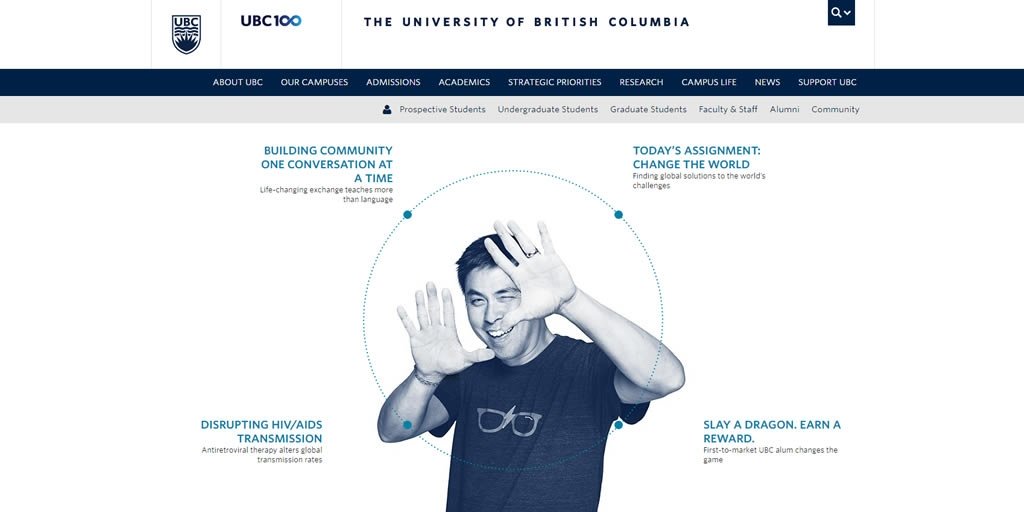 UBC
UBC100
THE UNIVERSITY OF BRITISH COLUMBIA
ABOUT UBC OUR CAMPUSES ADMISSIONS ACADEMICS STRATEGIC PRIORITIES RESEARCH CAMPUS LIFE NEWS SUPPORT UBC
Prospective Students Undergraduate Students Graduate Students Faculty & Staff Alumni Community
BUILDING COMMUNITY
ONE CONVERSATION AT
A TIME
Life-changing exchange teaches more
than language
TODAY'S ASSIGNMENT:
CHANGE THE WORLD
Finding global solutions to the world's
challenges
DISRUPTING HIV/AIDS
TRANSMISSION
Antiretroviral therapy alters global
transmission rates
SLAY A DRAGON. EARN A
REWARD.
First-to-market UBC alum changes the
game